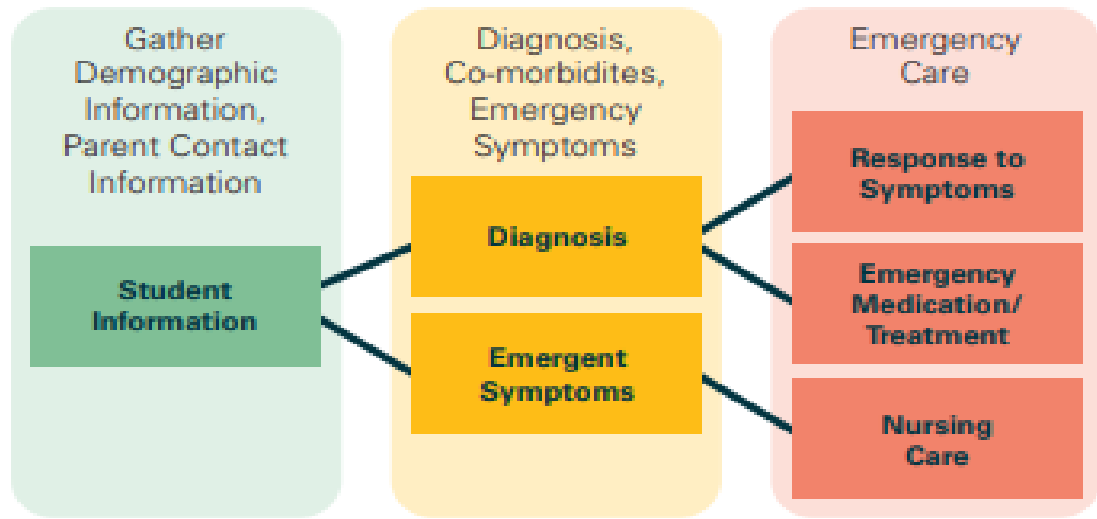 Gather
Demographic
Information,
Parent Contact
Information
Student
Information
Diagnosis,
Co-morbidites,
Emergency
Symptoms
Diagnosis
Emergent
Symptoms
Emergency
Care
Response to
Symptoms
Emergency
Medication/
Treatment
Nursing
Care